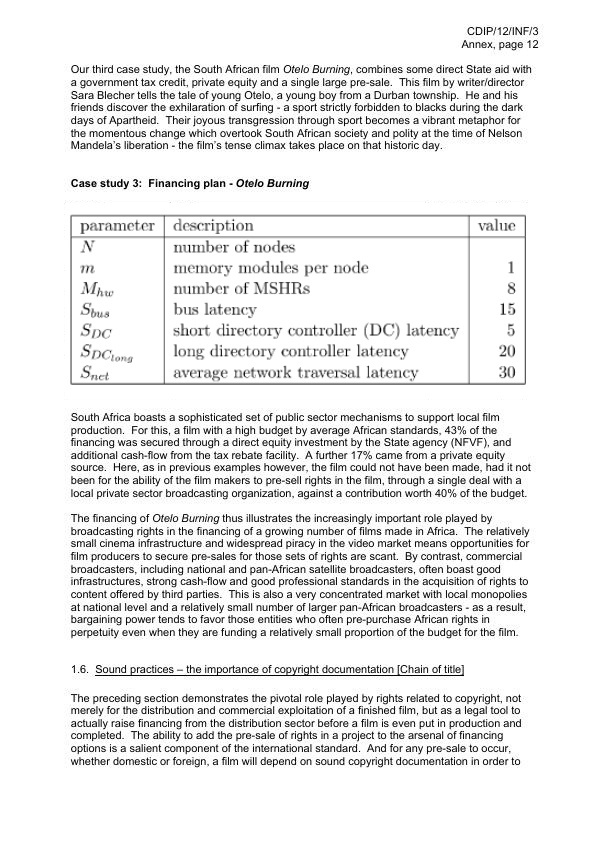 CDIP/12/INF/3
Annex, page 12
Our third case study, the South African film Otelo Burning, combines some direct State aid with
a government tax credit, private equity and a single large pre-sale. This film by writer/director
Sara Blecher tells the tale of young Otelo, a young boy from a Durban township. He and his
friends discover the exhilaration of surfing - a sport strictly forbidden to blacks during the dark
days of Apartheid. Their joyous transgression through sport becomes a vibrant metaphor for
the momentous change which overtook South African society and polity at the time of Nelson
Mandela's liberation - the film's tense climax takes place on that historic day.
Case study 3: Financing plan - Otelo Burning
parameter description value
N number of nodes
m memory modules per node 1
M_hw number of MSHRs 8
S_bus bus latency 15
S_DC short directory controller (DC) latency 5
S_DC_long long directory controller latency 20
S_net average network traversal latency 30
South Africa boasts a sophisticated set of public sector mechanisms to support local film
production. For this, a film with a high budget by average African standards, 43% of the
financing was secured through a direct equity investment by the State agency (NFVF), and
additional cash-flow from the tax rebate facility. A further 17% came from a private equity
source. Here, as in previous examples however, the film could not have been made, had it not
been for the ability of the film makers to pre-sell rights in the film, through a single deal with a
local private sector broadcasting organization, against a contribution worth 40% of the budget.
The financing of Otelo Burning thus illustrates the increasingly important role played by
broadcasting rights in the financing of a growing number of films made in Africa. The relatively
small cinema infrastructure and widespread piracy in the video market means opportunities for
film producers to secure pre-sales for those sets of rights are scant. By contrast, commercial
broadcasters, including national and pan-African satellite broadcasters, often boast good
infrastructures, strong cash-flow and good professional standards in the acquisition of rights to
content offered by third parties. This is also a very concentrated market with local monopolies
at national level and a relatively small number of larger pan-African broadcasters - as a result,
bargaining power tends to favor those entities who often pre-purchase African rights in
perpetuity even when they are funding a relatively small proportion of the budget for the film.
1.6. Sound practices – the importance of copyright documentation [Chain of title]
The preceding section demonstrates the pivotal role played by rights related to copyright, not
merely for the distribution and commercial exploitation of a finished film, but as a legal tool to
actually raise financing from the distribution sector before a film is even put in production and
completed. The ability to add the pre-sale of rights in a project to the arsenal of financing
options is a salient component of the international standard. And for any pre-sale to occur,
whether domestic or foreign, a film will depend on sound copyright documentation in order to